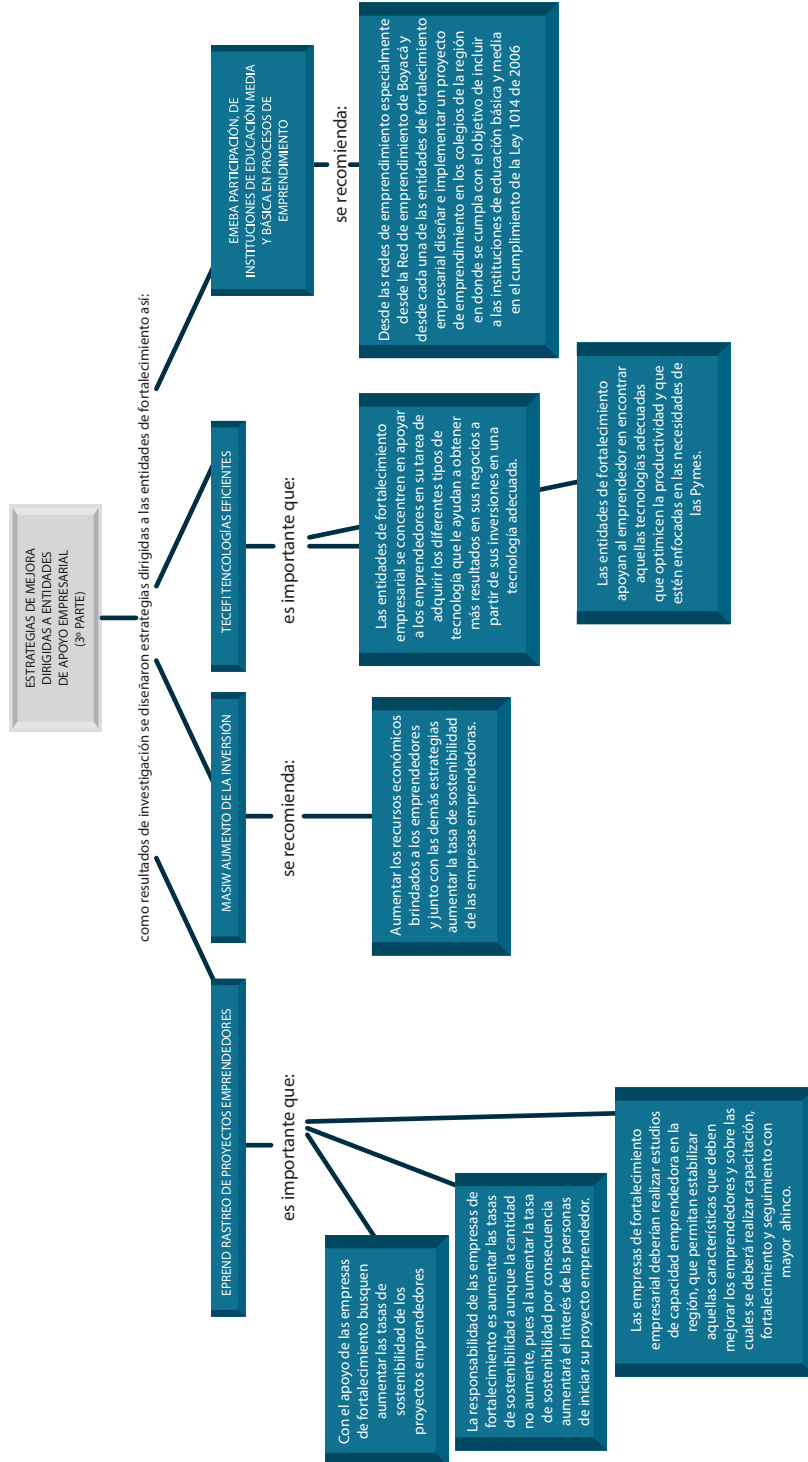 ESTRATEGIAS DE MEJORA
DIRIGIDAS A ENTIDADES
DE APOYO EMPRESARIAL
(3º PARTE)
como resultados de investigación se diseñaron estrategias dirigidas a las entidades de fortalecimiento así:
EPREND RASTREO DE PROYECTOS EMPRENDEDORES
es importante que:
Con el apoyo de las empresas
de fortalecimiento busquen
aumentar las tasas de
sostenibilidad de los
proyectos emprendedores
La responsabilidad de las empresas de
fortalecimiento es aumentar las tasas
de sostenibilidad aunque la cantidad
no aumente, pues al aumentar la tasa
de sostenibilidad por consecuencia
aumentará el interés de las personas
de iniciar su proyecto emprendedor.
Las empresas de fortalecimiento
empresarial deberían realizar estudios
de capacidad emprendedora en la
región, que permitan estabilizar
aquellas características que deben
mejorar los emprendedores y sobre las
cuales se deberá realizar capacitación,
fortalecimiento y seguimiento con
mayor ahinco.
MASIW AUMENTO DE LA INVERSIÓN
se recomienda:
Aumentar los recursos económicos
brindados a los emprendedores
y junto con las demás estrategias
aumentar la tasa de sostenibilidad
de las empresas emprendedoras.
TECEFI TENCOLOGÍAS EFICIENTES
es importante que:
Las entidades de fortalecimiento
empresarial se concentren en apoyar
a los emprendedores en su tarea de
adquirir los diferentes tipos de
tecnología que le ayudan a obtener
más resultados en sus negocios a
partir de sus inversiones en una
tecnología adecuada.
Las entidades de fortalecimiento
apoyan al emprendedor en encontrar
aquellas tecnologías adecuadas
que optimicen la productividad y que
estén enfocadas en las necesidades de
las Pymes.
EMEBA PARTICIPACIÓN, DE
INSTITUCIONES DE EDUCACIÓN MEDIA
Y BÁSICA EN PROCESOS DE
EMPRENDIMIENTO
se recomienda:
Desde las redes de emprendimiento especialmente
desde la Red de emprendimiento de Boyacá y
desde cada una de las entidades de fortalecimiento
empresarial diseñar e implementar un proyecto
de emprendimiento en los colegios de la región
en donde se cumpla con el objetivo de incluir
a las instituciones de educación básica y media
en el cumplimiento de la Ley 1014 de 2006